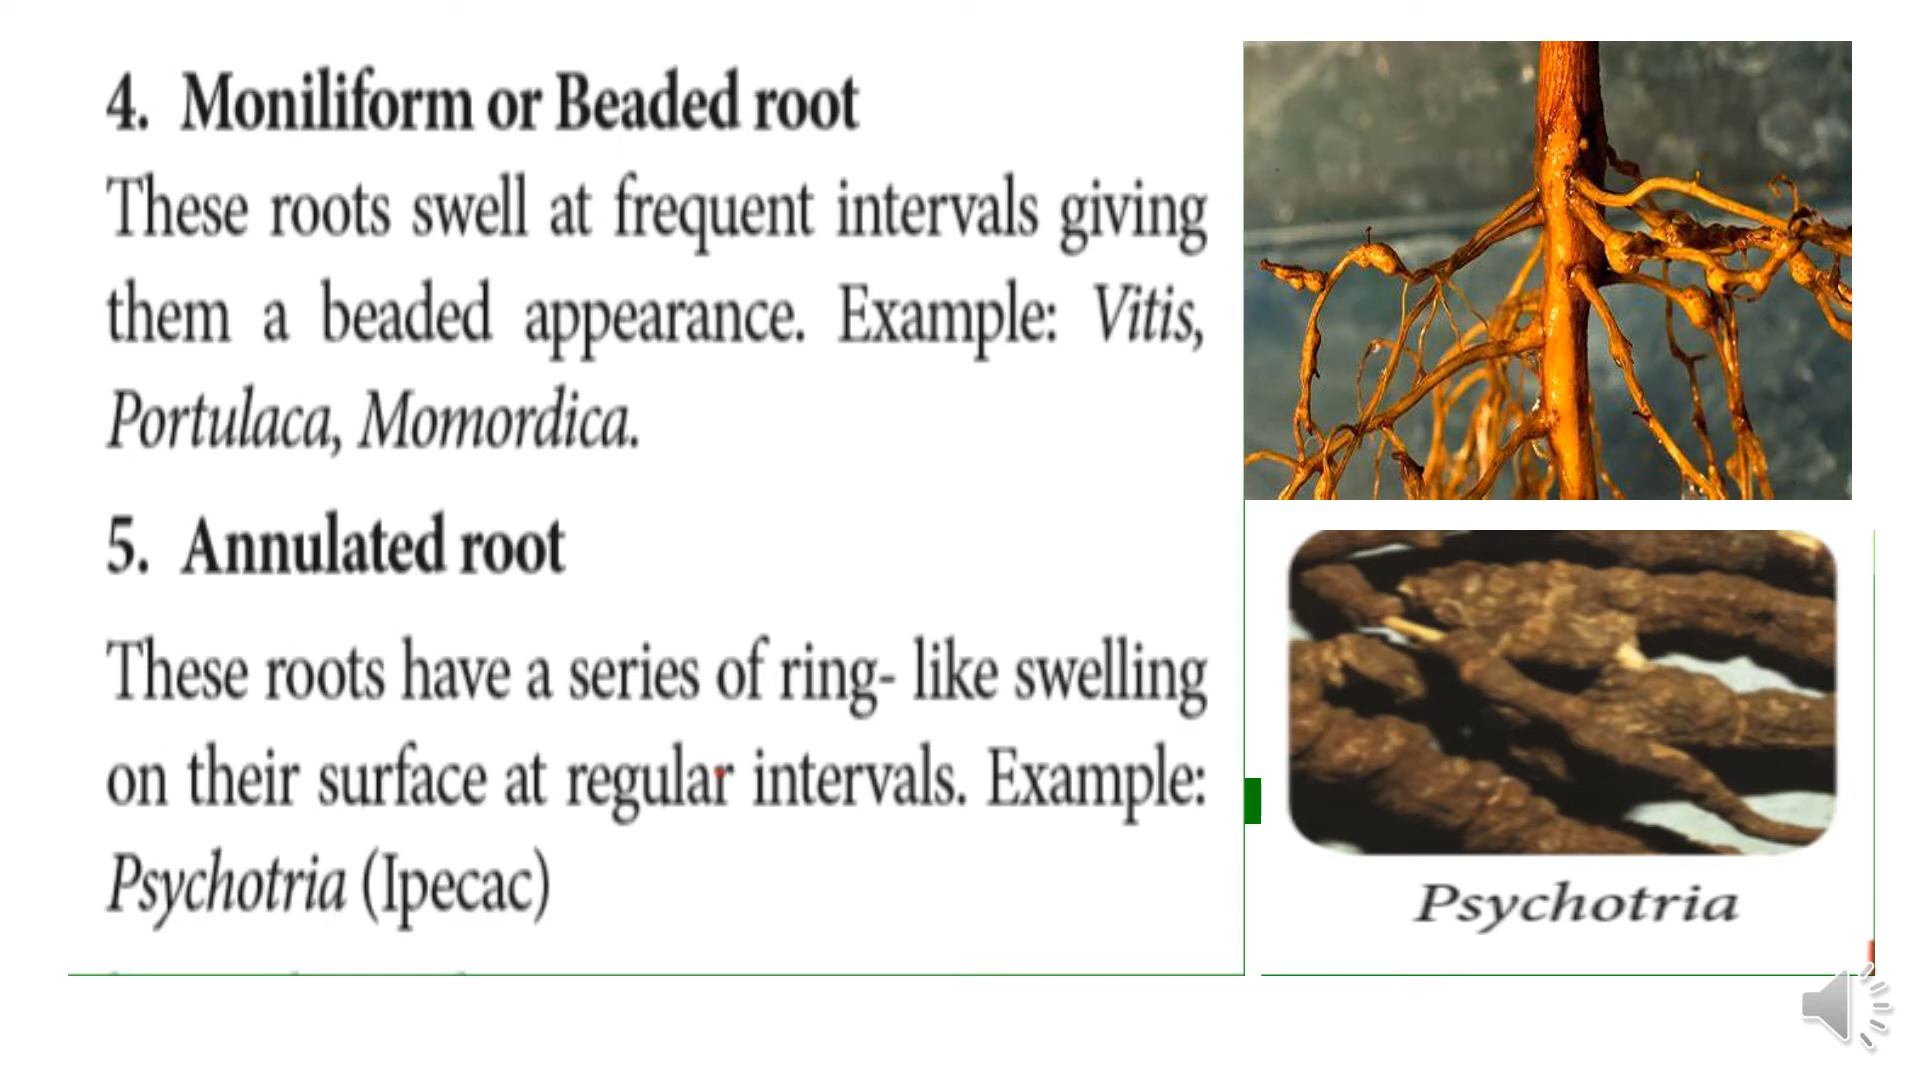 4. Moniliform or Beaded root
These roots swell at frequent intervals giving
them a beaded appearance. Example: Vitis,
Portulaca, Momordica.
5. Annulated root
These roots have a series of ring- like swelling
on their surface at regular intervals. Example:
Psychotria (Ipecac)
Psychotria